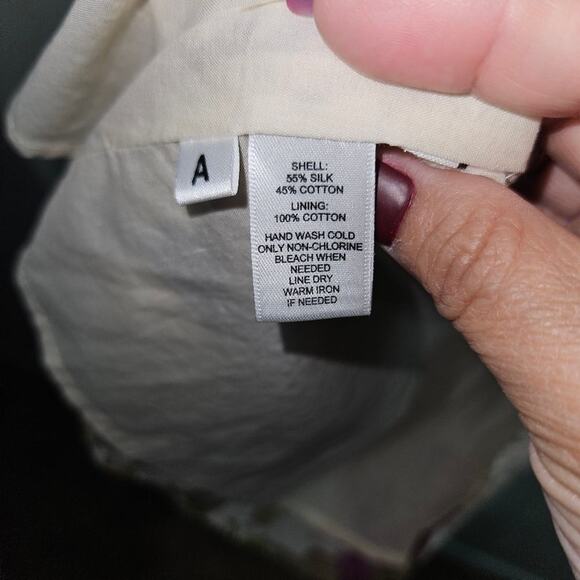 A
SHELL:
55% SILK
45% COTTON
LINING:
100% COTTON
HAND WASH COLD
ONLY NON-CHLORINE
BLEACH WHEN
NEEDED
LINE DRY
WARM IRON
IF NEEDED